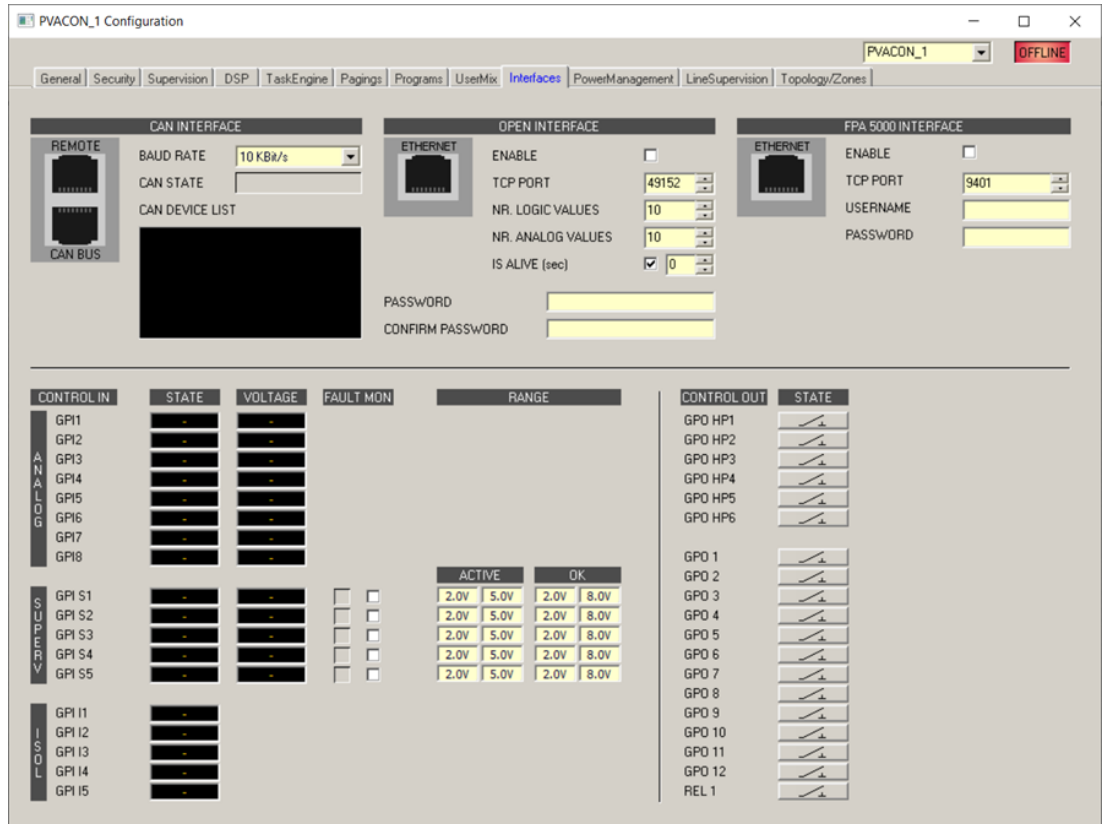 PVACON_1 Configuration
PVACON_1 OFFLINE
General Security Supervision DSP TaskEngine Pagings Programs UserMix Interfaces PowerManagement LineSupervision Topology/Zones
CAN INTERFACE
REMOTE
CAN BUS
BAUD RATE 10 KBit/s
CAN STATE
CAN DEVICE LIST
OPEN INTERFACE
ETHERNET
ENABLE
TCP PORT 49152
NR. LOGIC VALUES 10
NR. ANALOG VALUES 10
IS ALIVE (sec) 0
PASSWORD
CONFIRM PASSWORD
FPA 5000 INTERFACE
ETHERNET
ENABLE
TCP PORT 9401
USERNAME
PASSWORD
CONTROL IN STATE VOLTAGE FAULT MON RANGE
ANALOG
GPI1 - -
GPI2 - -
GPI3 - -
GPI4 - -
GPI5 - -
GPI6 - -
GPI7 - -
GPI8 - -
ACTIVE OK
SUPERV
GPI S1 - - 2.0V 5.0V 2.0V 8.0V
GPI S2 - - 2.0V 5.0V 2.0V 8.0V
GPI S3 - - 2.0V 5.0V 2.0V 8.0V
GPI S4 - - 2.0V 5.0V 2.0V 8.0V
GPI S5 - - 2.0V 5.0V 2.0V 8.0V
ISOL
GPI I1 -
GPI I2 -
GPI I3 -
GPI I4 -
GPI I5 -
CONTROL OUT STATE
GPO HP1
GPO HP2
GPO HP3
GPO HP4
GPO HP5
GPO HP6
GPO 1
GPO 2
GPO 3
GPO 4
GPO 5
GPO 6
GPO 7
GPO 8
GPO 9
GPO 10
GPO 11
GPO 12
REL 1